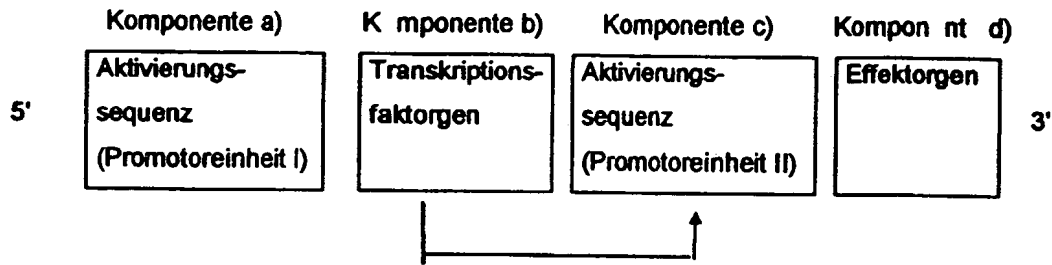 Komponente a) K mponente b) Komponente c) Kompon nt d)
5'
Aktivierungs-
sequenz
(Promotoreinheit I)
Transkriptions-
faktorgen
Aktivierungs-
sequenz
(Promotoreinheit II)
Effektorgen
3'